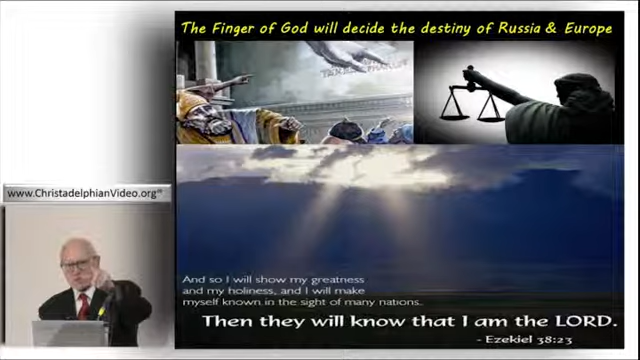 The Finger of God will decide the destiny of Russia & Europe
www.ChristadelphianVideo.org®
And so I will show my greatness
and my holiness, and I will make
myself known in the sight of many nations.
Then they will know that I am the LORD.
- Ezekiel 38:23